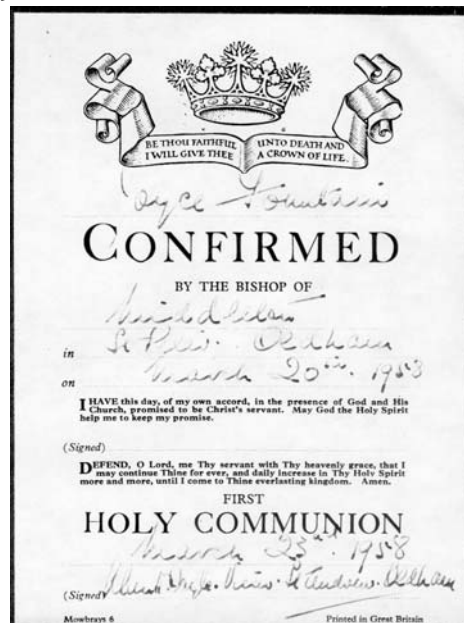 BE THOU FAITHFUL UNTO DEATH AND
I WILL GIVE THEE A CROWN OF LIFE.
Joyce Fountain
CONFIRMED
BY THE BISHOP OF
Middleton
in Oldham
on March 20th. 1958
I HAVE this day, of my own accord, in the presence of God and His
Church, promised to be Christ's servant. May God the Holy Spirit
help me to keep my promise.
(Signed)
DEFEND, O Lord, me Thy servant with Thy heavenly grace, that I
may continue Thine for ever, and daily increase in Thy Holy Spirit
more and more, until I come to Thine everlasting kingdom. Amen.
FIRST
HOLY COMMUNION
March 23rd. 1958
(Signed) St Andrew. Oldham
Mowbrays 6 Printed in Great Britain